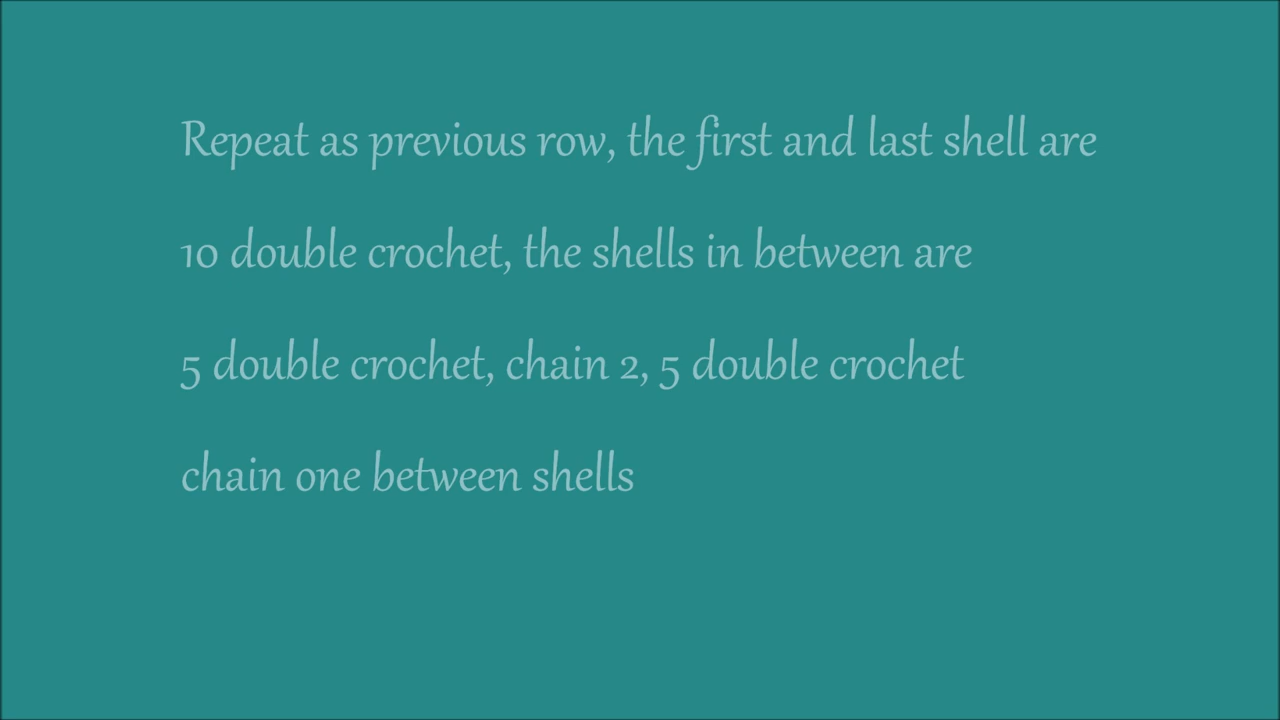 Repeat as previous row, the first and last shell are
10 double crochet, the shells in between are
5 double crochet, chain 2, 5 double crochet
chain one between shells